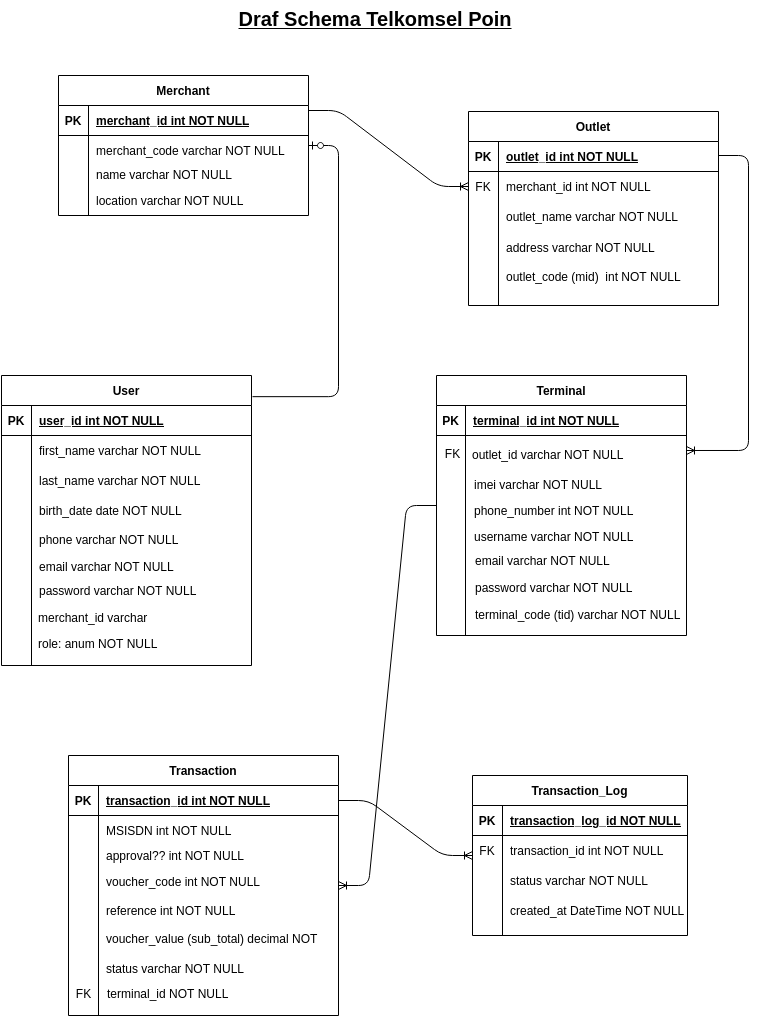 Draf Schema Telkomsel Poin
Merchant
PK merchant_id int NOT NULL
merchant_code varchar NOT NULL
name varchar NOT NULL
location varchar NOT NULL
Outlet
PK outlet_id int NOT NULL
FK merchant_id int NOT NULL
outlet_name varchar NOT NULL
address varchar NOT NULL
outlet_code (mid)  int NOT NULL
User
PK user_id int NOT NULL
first_name varchar NOT NULL
last_name varchar NOT NULL
birth_date date NOT NULL
phone varchar NOT NULL
email varchar NOT NULL
password varchar NOT NULL
merchant_id varchar
role: anum NOT NULL
Terminal
PK terminal_id int NOT NULL
FK outlet_id varchar NOT NULL
imei varchar NOT NULL
phone_number int NOT NULL
username varchar NOT NULL
email varchar NOT NULL
password varchar NOT NULL
terminal_code (tid) varchar NOT NULL
Transaction
PK transaction_id int NOT NULL
MSISDN int NOT NULL
approval?? int NOT NULL
voucher_code int NOT NULL
reference int NOT NULL
voucher_value (sub_total) decimal NOT
status varchar NOT NULL
FK terminal_id NOT NULL
Transaction_Log
PK transaction_log_id NOT NULL
FK transaction_id int NOT NULL
status varchar NOT NULL
created_at DateTime NOT NULL